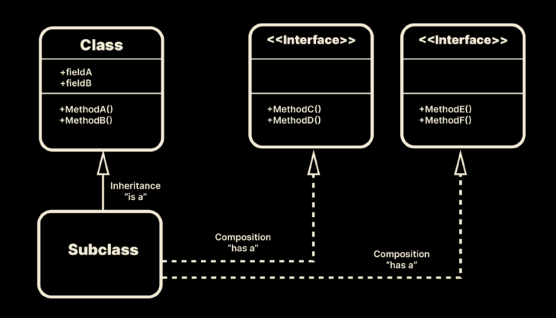 Class
+fieldA
+fieldB
+MethodA()
+MethodB()
<<Interface>>
+MethodC()
+MethodD()
<<Interface>>
+MethodE()
+MethodF()
Inheritance
"is a"
Subclass
Composition
"has a"
Composition
"has a"